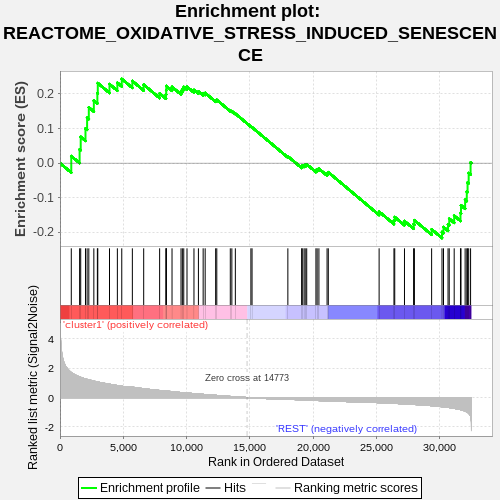 Enrichment plot:
REACTOME_OXIDATIVE_STRESS_INDUCED_SENESCEN
CE
Enrichment score (ES)
0.2
0.1
0.0
-0.1
-0.2
'cluster1' (positively correlated)
Ranked list metric (Signal2Noise)
4
2
0
-2
Zero cross at 14773
'REST' (negatively correlated)
0
5,000
10,000
15,000
20,000
25,000
30,000
Rank in Ordered Dataset
Enrichment profile
Hits
Ranking metric scores